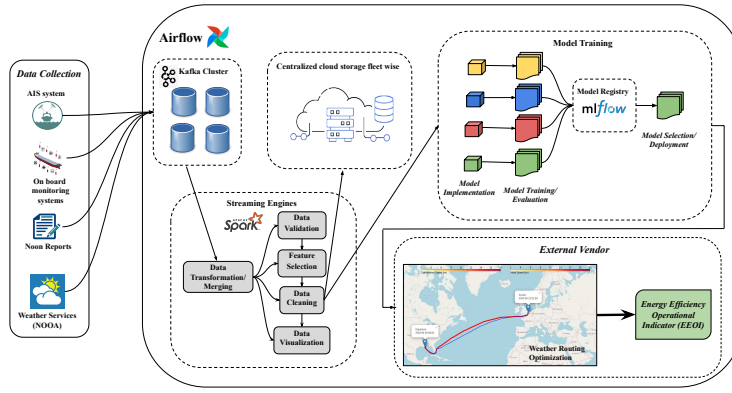 Airflow
Data Collection
AIS system
On board
monitoring
systems
Noon Reports
Weather Services
(NOOA)
Kafka Cluster
Centralized cloud storage fleet wise
Streaming Engines
APACHE
Spark
Data
Transformation/
Merging
Data
Validation
Feature
Selection
Data
Cleaning
Data
Visualization
Model Training
Model
Implementation
Model Training/
Evaluation
Model Registry
mlflow
Model Selection/
Deployment
External Vendor
Weather Routing
Optimization
Energy Efficiency
Operational
Indicator (EEOI)